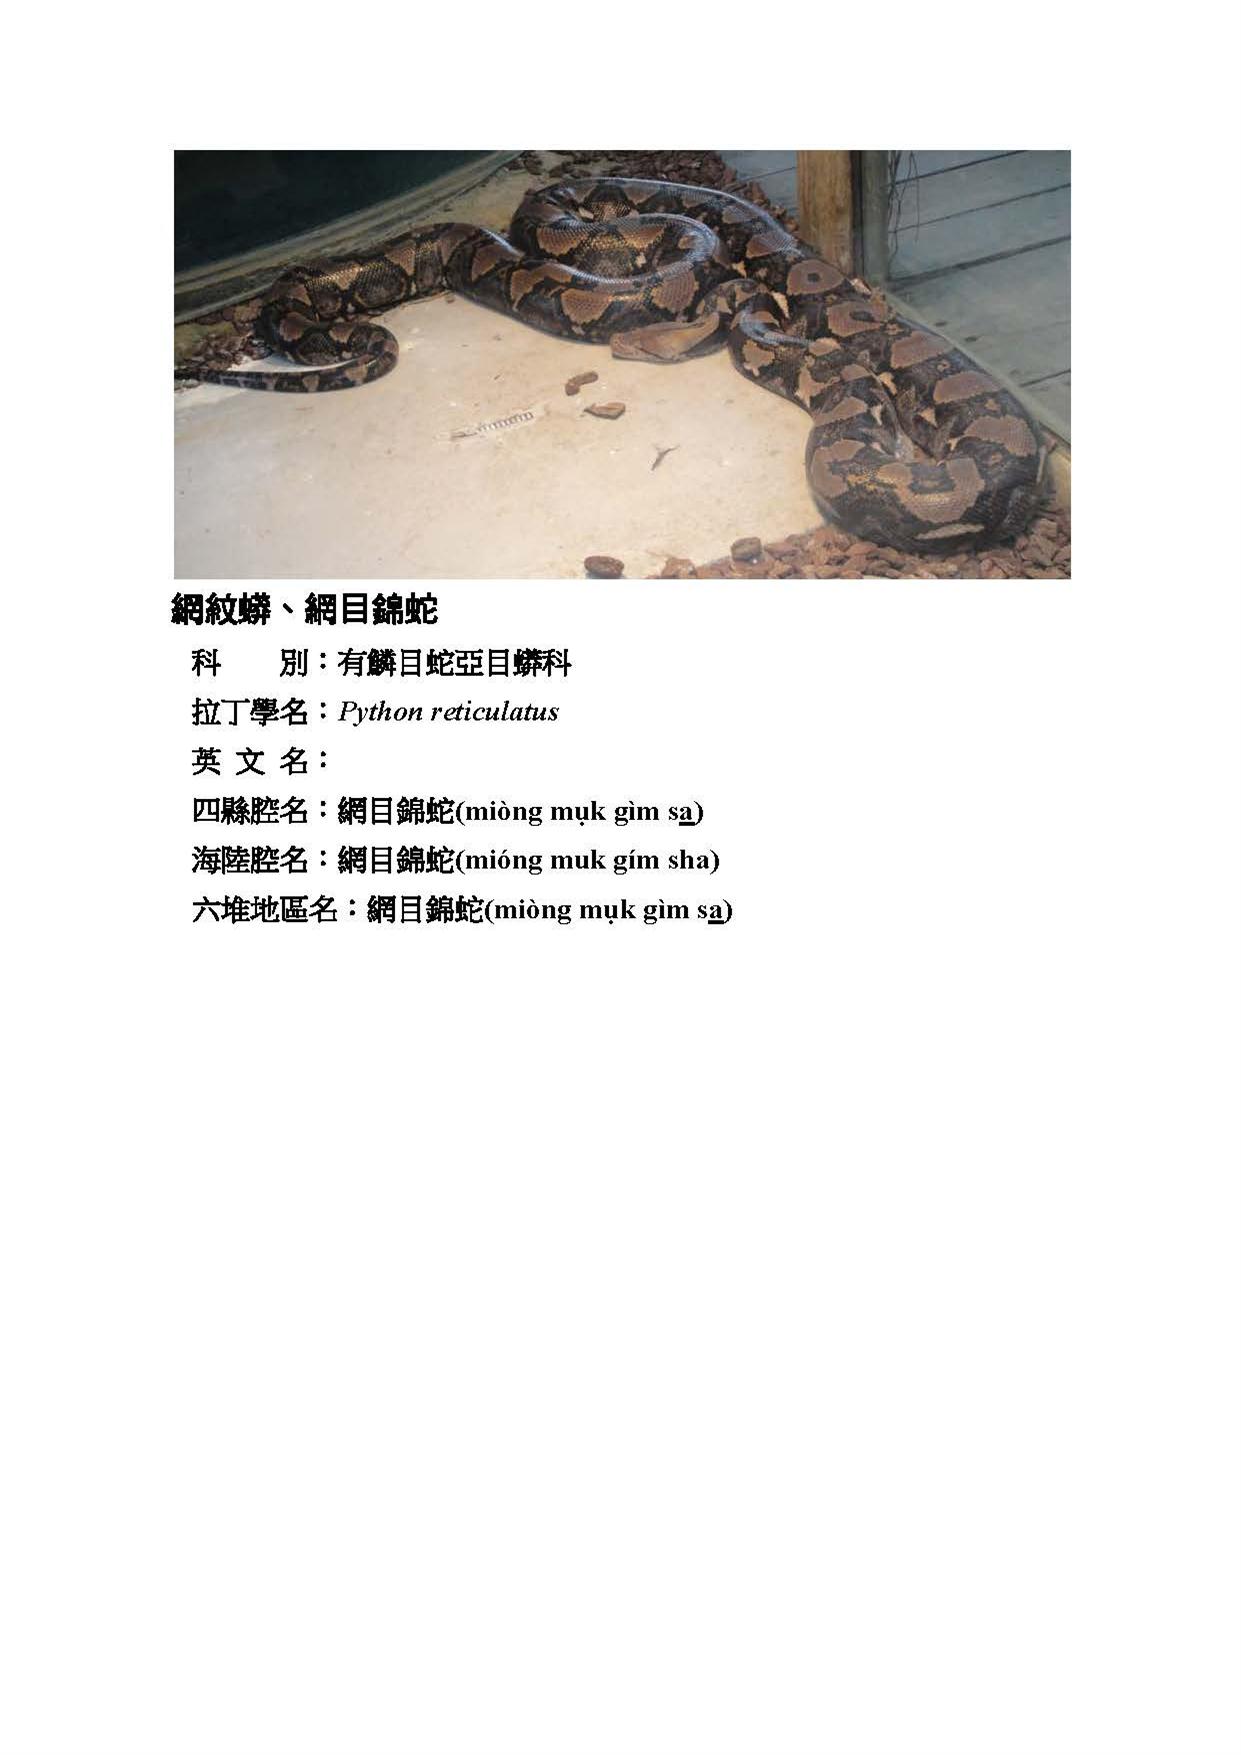 網紋蟒、網目錦蛇
科　　別：有鱗目蛇亞目蟒科
拉丁學名：Python reticulatus
英 文 名：
四縣腔名：網目錦蛇(miòng mụk gìm sa̲)
海陸腔名：網目錦蛇(mióng muk gím sha)
六堆地區名：網目錦蛇(miòng mụk gìm sa̲)